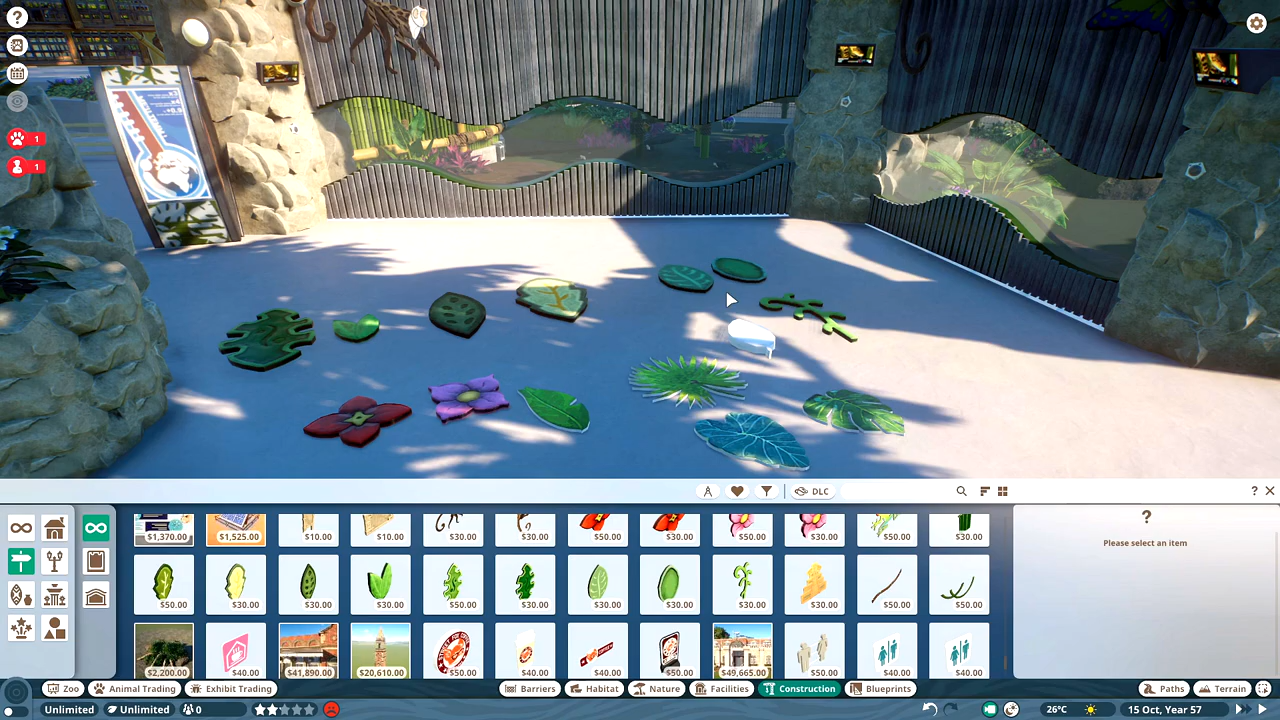 ?
1
1
DLC
?
$1,370.00 $1,525.00 $10.00 $10.00 $30.00 $30.00 $50.00 $30.00 $50.00 $30.00 $50.00 $30.00
?
Please select an item
$50.00 $30.00 $30.00 $30.00 $50.00 $30.00 $30.00 $30.00 $30.00 $30.00 $50.00 $50.00
$2,200.00 $40.00 $41,890.00 $20,610.00 $50.00 $40.00 $40.00 $50.00 $49,665.00 $50.00 $40.00 $40.00
Zoo Animal Trading Exhibit Trading Barriers Habitat Nature Facilities Construction Blueprints Paths Terrain
Unlimited Unlimited 0 26°C 15 Oct, Year 57